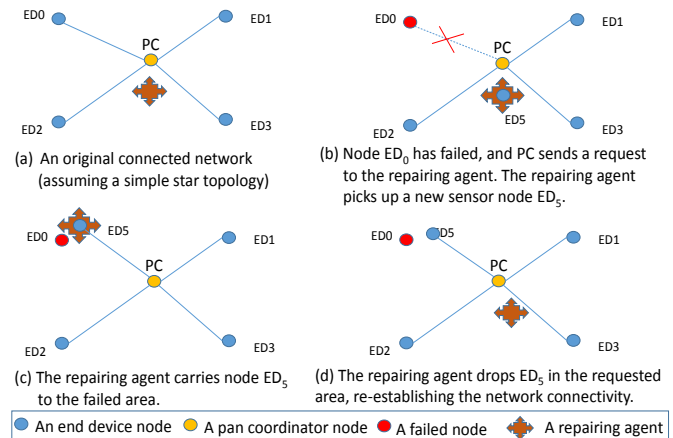 ED0
ED1
PC
ED2
ED3
(a) An original connected network
(assuming a simple star topology)
ED0
ED1
PC
ED5
ED2
ED3
(b) Node ED0 has failed, and PC sends a request
to the repairing agent. The repairing agent
picks up a new sensor node ED5.
ED0
ED5
ED1
PC
ED2
ED3
(c) The repairing agent carries node ED5
to the failed area.
ED0
ED5
ED1
PC
ED2
ED3
(d) The repairing agent drops ED5 in the requested
area, re-establishing the network connectivity.
An end device node A pan coordinator node A failed node A repairing agent